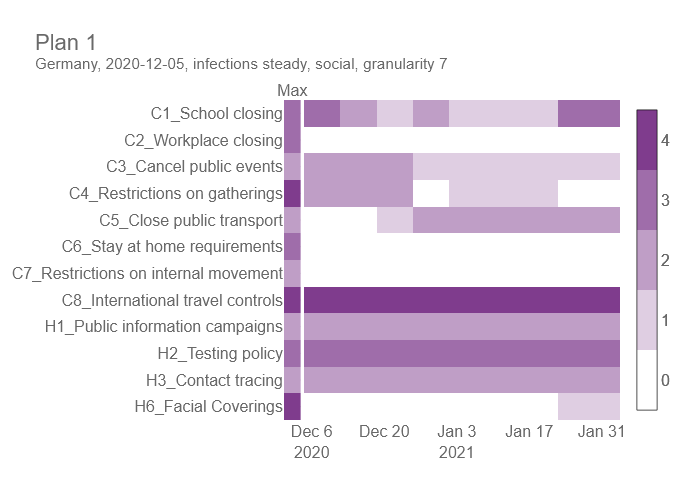 Plan 1
Germany, 2020-12-05, infections steady, social, granularity 7
Max
C1_School closing
C2_Workplace closing
C3_Cancel public events
C4_Restrictions on gatherings
C5_Close public transport
C6_Stay at home requirements
C7_Restrictions on internal movement
C8_International travel controls
H1_Public information campaigns
H2_Testing policy
H3_Contact tracing
H6_Facial Coverings
Dec 6 Dec 20 Jan 3 Jan 17 Jan 31
2020 2021
4
3
2
1
0